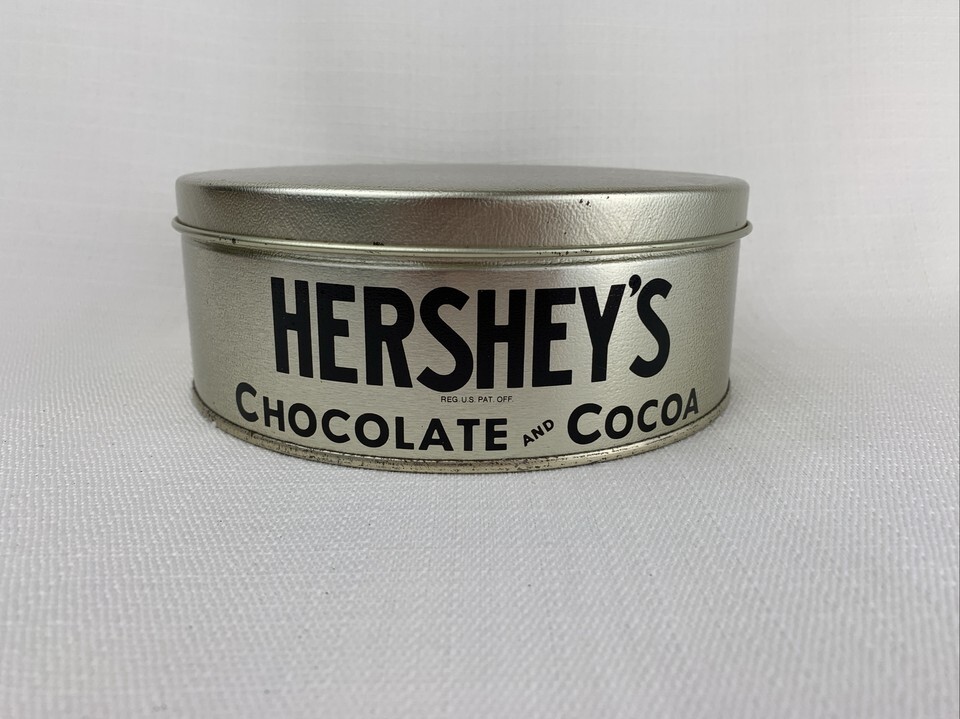 HERSHEY'S
REG. U.S. PAT. OFF.
CHOCOLATE AND COCOA